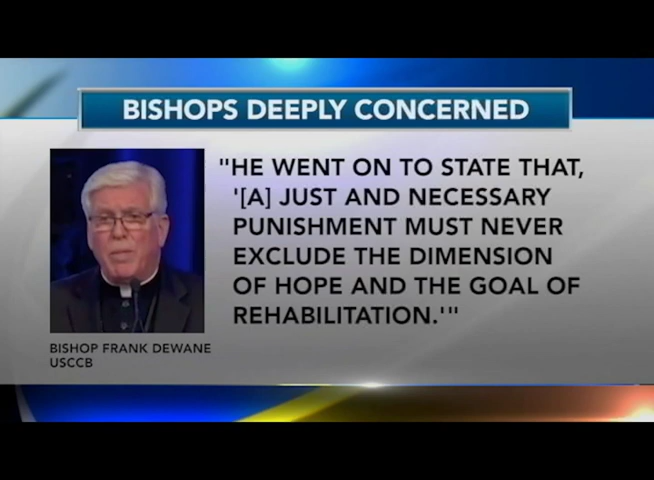 BISHOPS DEEPLY CONCERNED
"HE WENT ON TO STATE THAT,
'[A] JUST AND NECESSARY
PUNISHMENT MUST NEVER
EXCLUDE THE DIMENSION
OF HOPE AND THE GOAL OF
REHABILITATION.'"
BISHOP FRANK DEWANE
USCCB